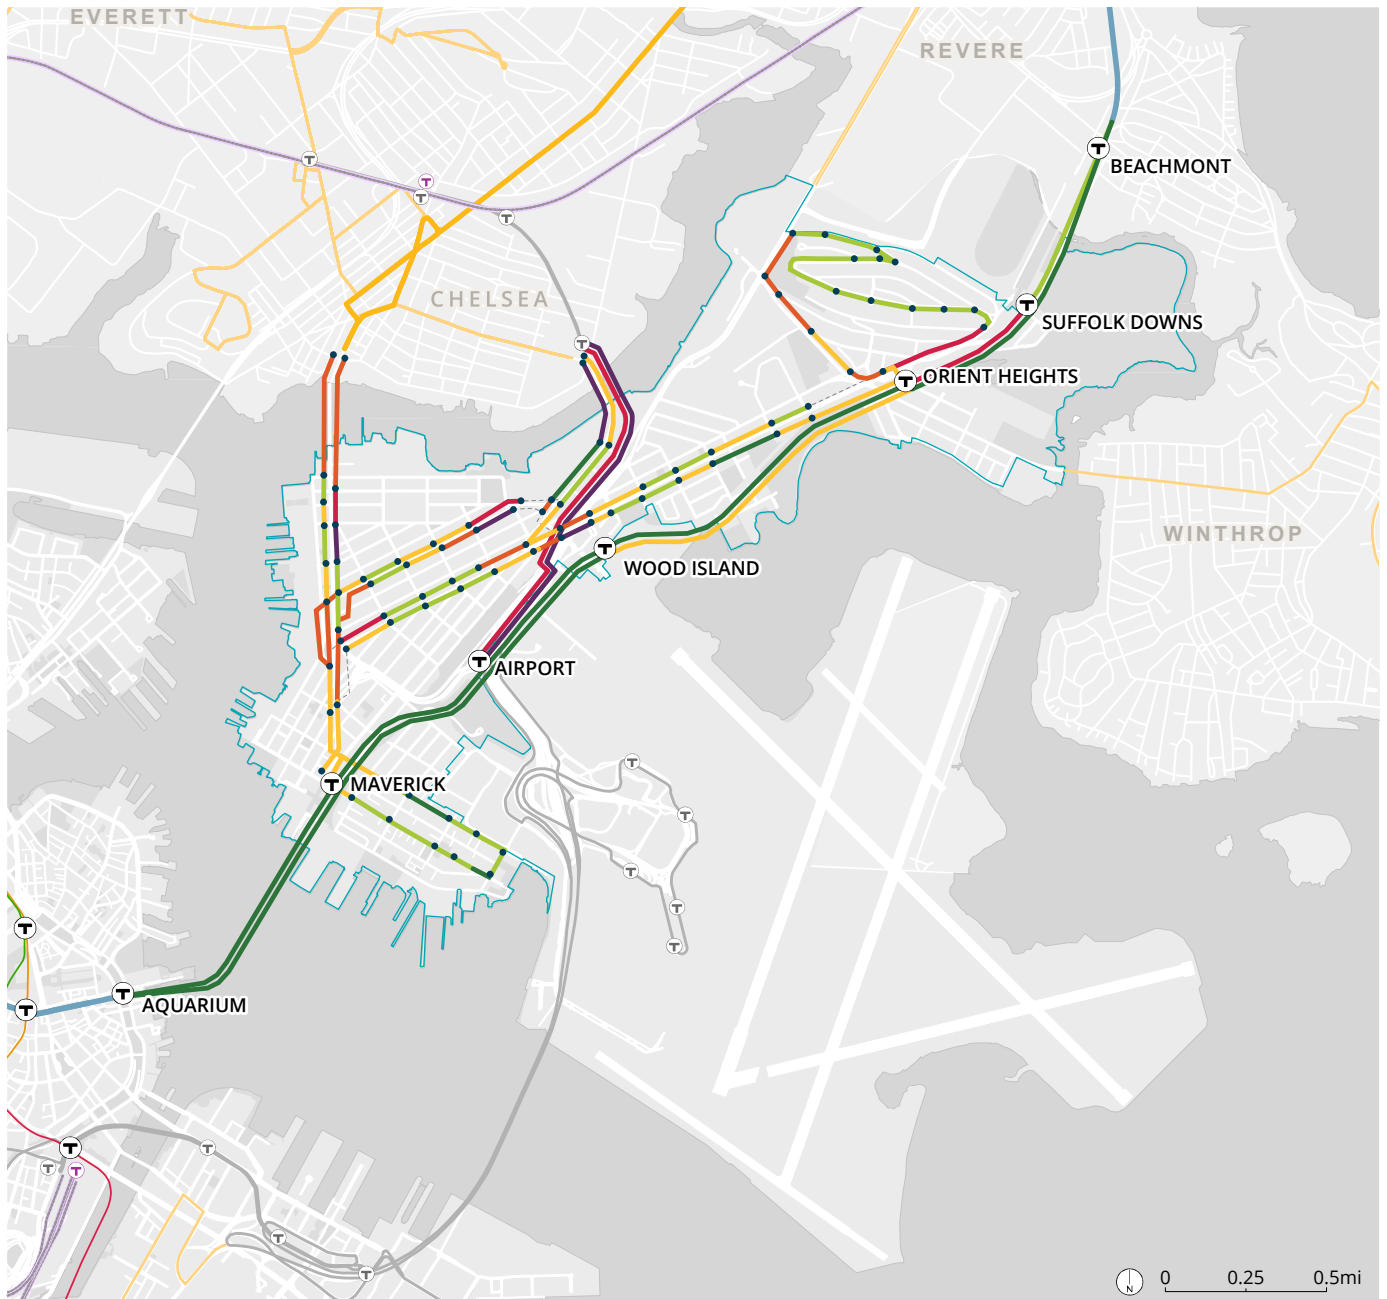 EVERETT
REVERE
BEACHMONT
CHELSEA
SUFFOLK DOWNS
ORIENT HEIGHTS
WINTHROP
WOOD ISLAND
AIRPORT
MAVERICK
AQUARIUM
N
0 0.25 0.5mi